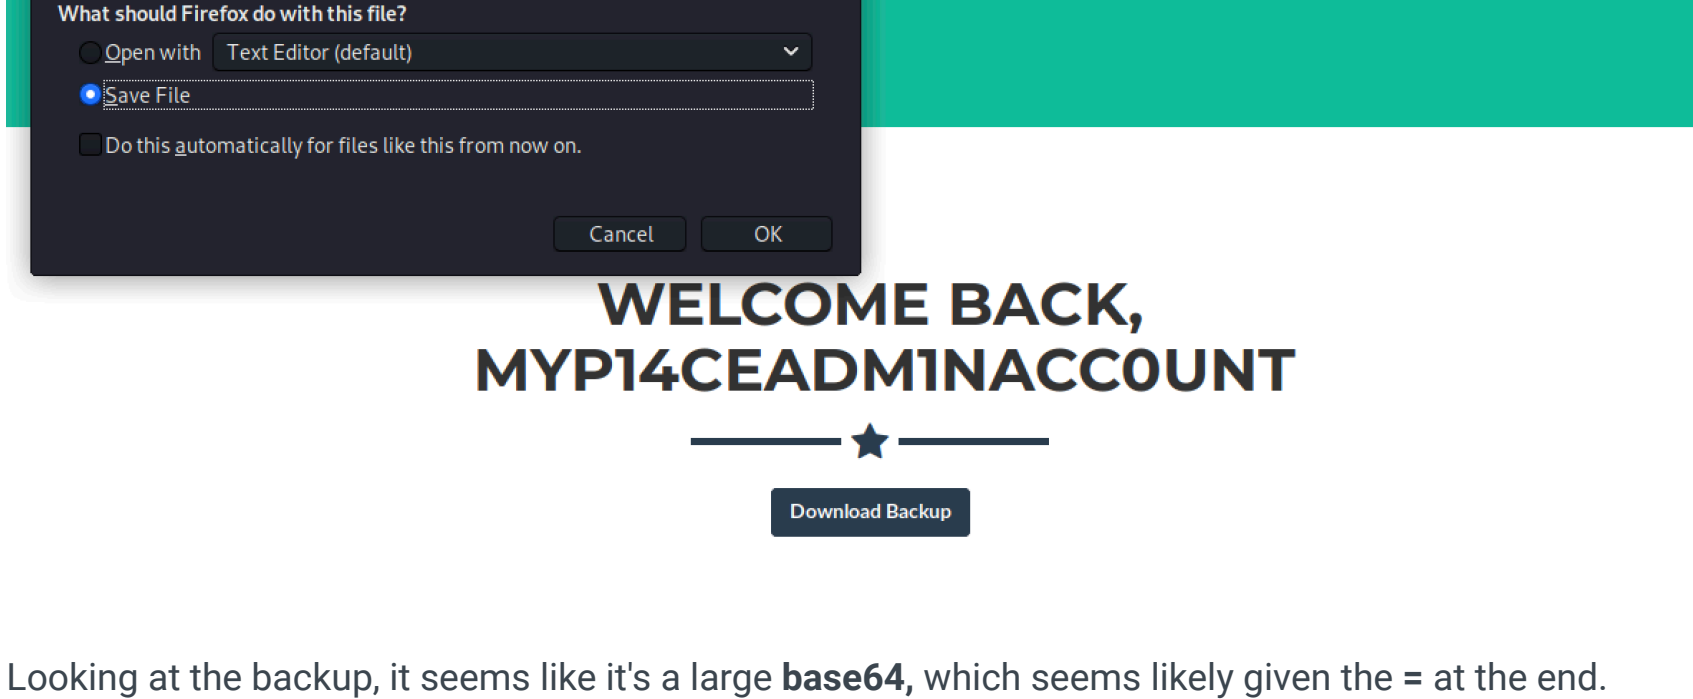 What should Firefox do with this file?
Open with Text Editor (default)
Save File
Do this automatically for files like this from now on.
Cancel OK
WELCOME BACK,
MYP14CEADM1NACC0UNT
Download Backup
Looking at the backup, it seems like it's a large base64, which seems likely given the = at the end.